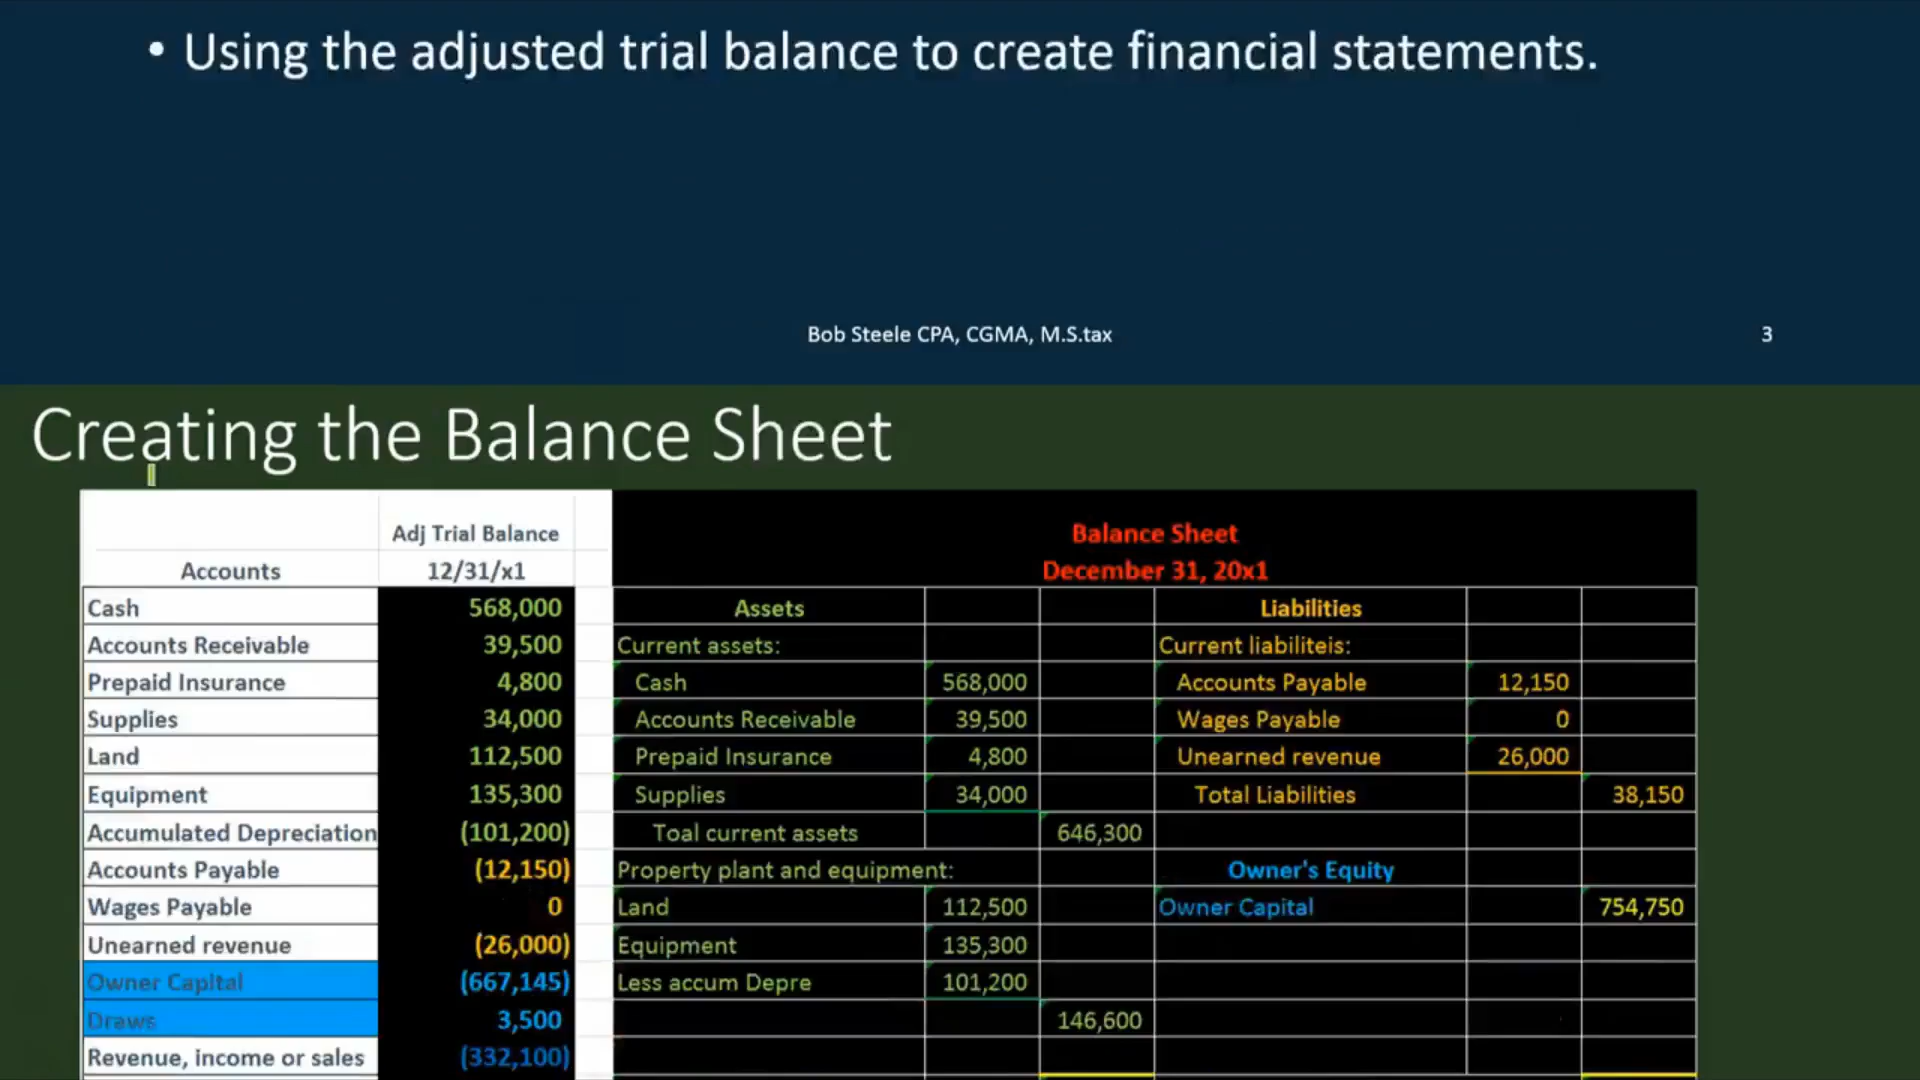 • Using the adjusted trial balance to create financial statements.
Bob Steele CPA, CGMA, M.S.tax
3
Creating the Balance Sheet
Adj Trial Balance
Balance Sheet
Accounts 12/31/x1
December 31, 20x1
Cash 568,000 Assets Liabilities
Accounts Receivable 39,500 Current assets: Current liabiliteis:
Prepaid Insurance 4,800 Cash 568,000 Accounts Payable 12,150
Supplies 34,000 Accounts Receivable 39,500 Wages Payable 0
Land 112,500 Prepaid Insurance 4,800 Unearned revenue 26,000
Equipment 135,300 Supplies 34,000 Total Liabilities 38,150
Accumulated Depreciation (101,200) Toal current assets 646,300
Accounts Payable (12,150) Property plant and equipment: Owner's Equity
Wages Payable 0 Land 112,500 Owner Capital 754,750
Unearned revenue (26,000) Equipment 135,300
Owner Capital (667,145) Less accum Depre 101,200
Draws 3,500 146,600
Revenue, income or sales (332,100)